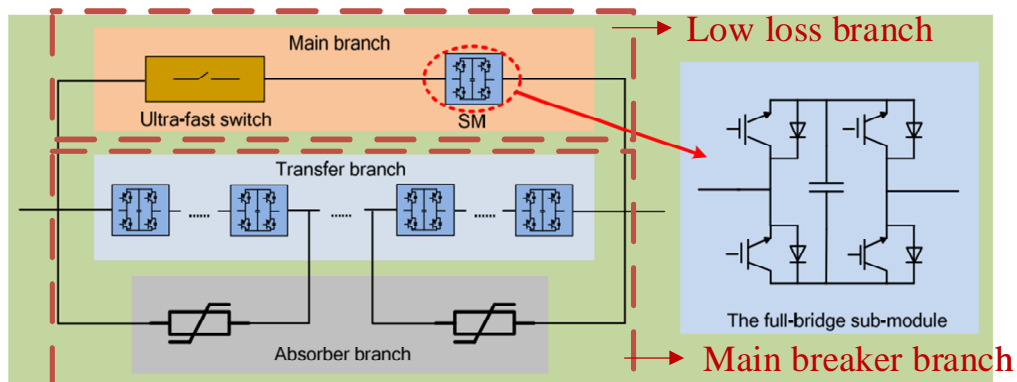 Low loss branch
Main branch
Ultra-fast switch
SM
Transfer branch
...... ...... ......
Absorber branch
The full-bridge sub-module
Main breaker branch